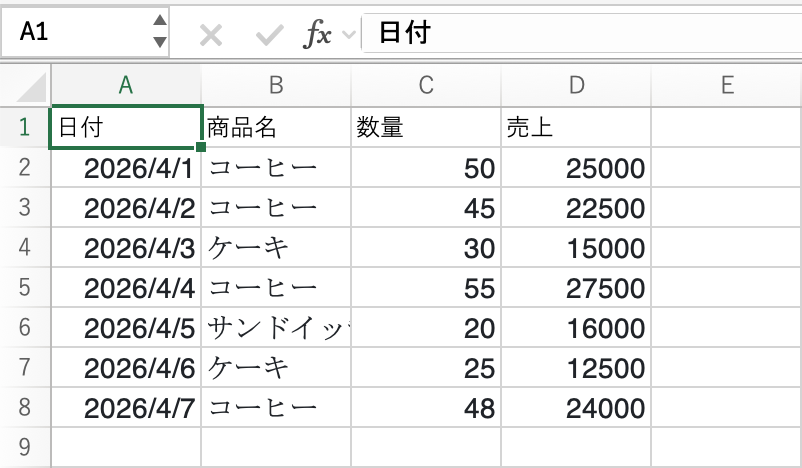 A1 fx 日付
A B C D E
1 日付 商品名 数量 売上
2 2026/4/1 コーヒー 50 25000
3 2026/4/2 コーヒー 45 22500
4 2026/4/3 ケーキ 30 15000
5 2026/4/4 コーヒー 55 27500
6 2026/4/5 サンドイッ 20 16000
7 2026/4/6 ケーキ 25 12500
8 2026/4/7 コーヒー 48 24000
9